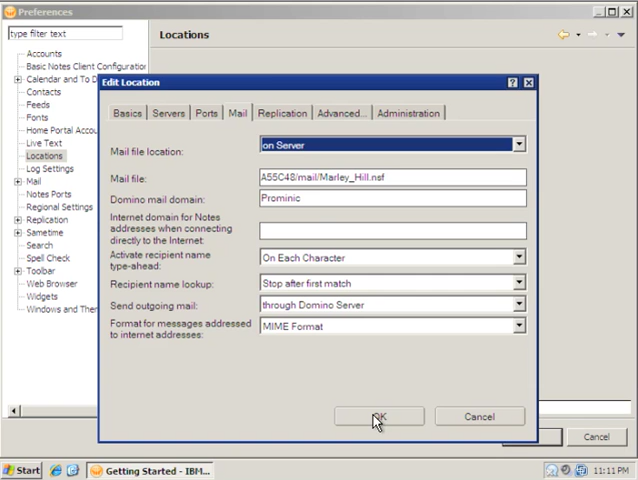 Preferences
type filter text
Locations
Accounts
Basic Notes Client Configuration
Calendar and To D
Contacts
Feeds
Fonts
Home Portal Accou
Live Text
Locations
Log Settings
Mail
Notes Ports
Regional Settings
Replication
Sametime
Search
Spell Check
Toolbar
Web Browser
Widgets
Windows and Ther
Edit Location
Basics Servers Ports Mail Replication Advanced... Administration
Mail file location: on Server
Mail file: A55C48/mail/Marley_Hill.nsf
Domino mail domain: Prominic
Internet domain for Notes
addresses when connecting
directly to the Internet:
Activate recipient name
type-ahead: On Each Character
Recipient name lookup: Stop after first match
Send outgoing mail: through Domino Server
Format for messages addressed
to internet addresses: MIME Format
OK Cancel
Cancel
Start Getting Started - IBM... 11:11 PM